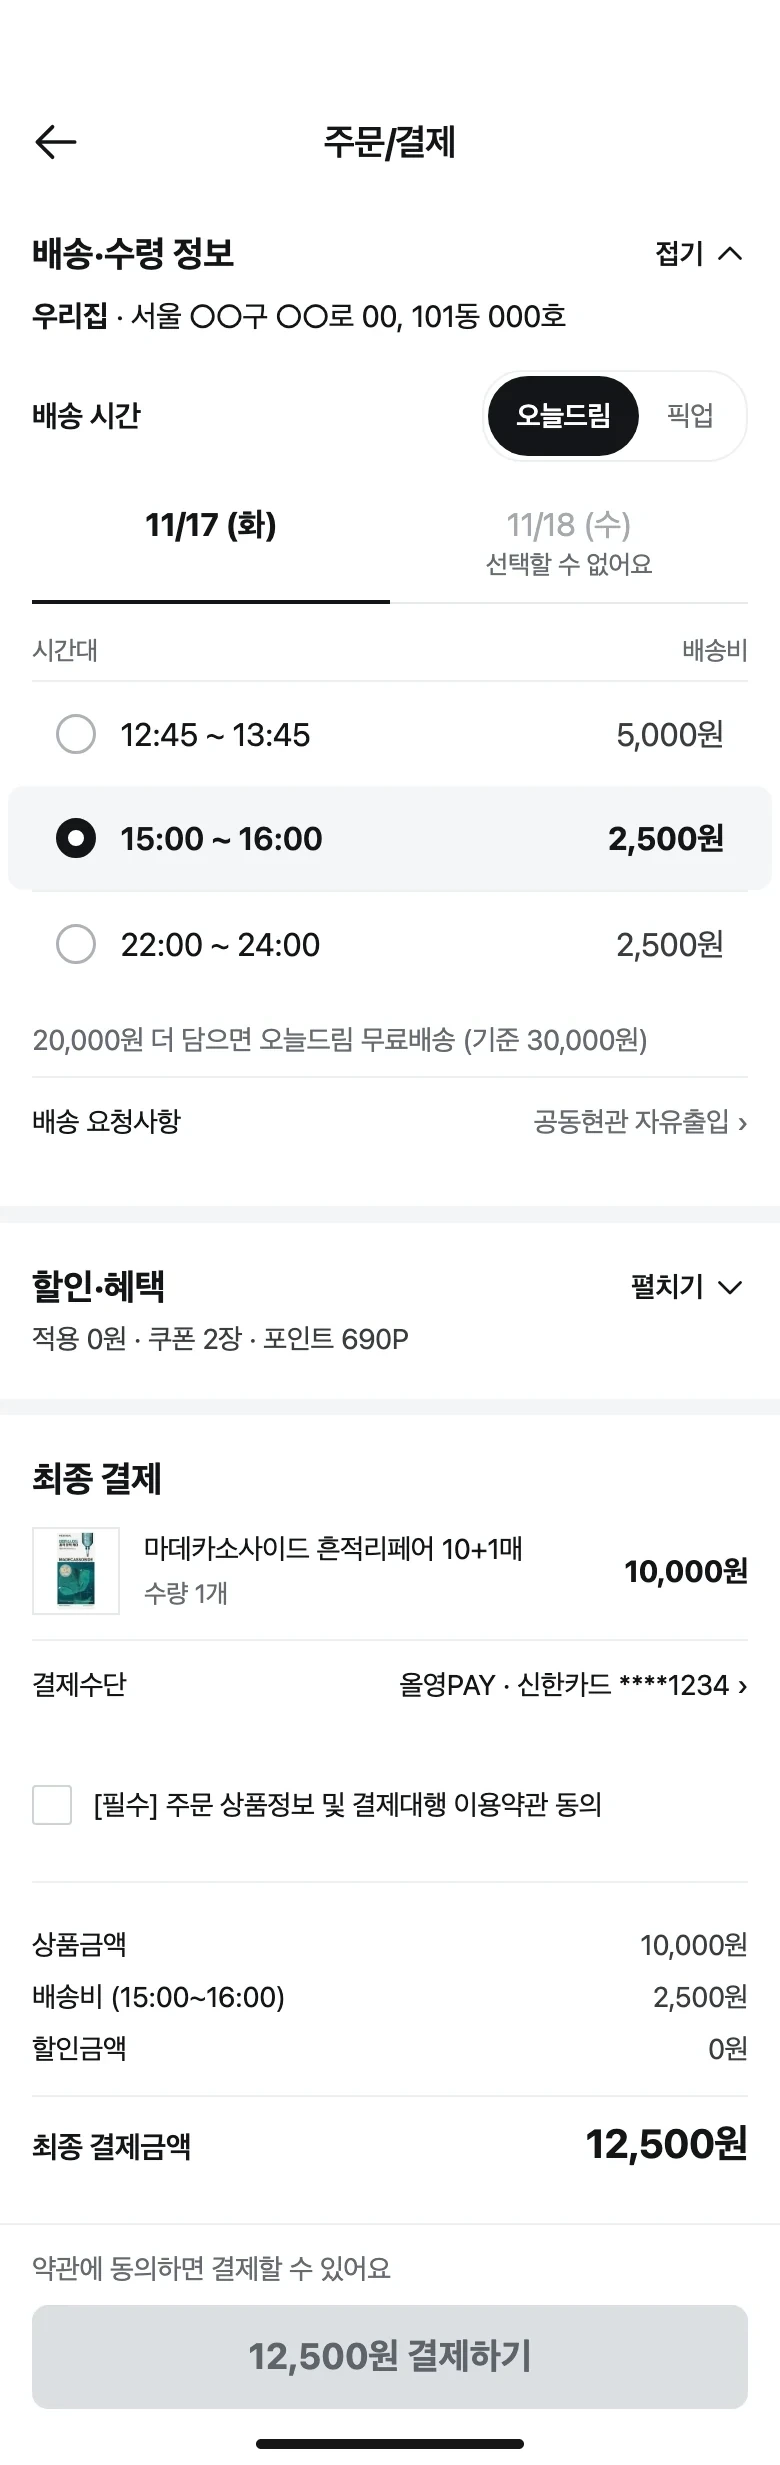 주문/결제
배송·수령 정보 접기
우리집 · 서울 〇〇구 〇〇로 00, 101동 000호
배송 시간 오늘드림 픽업
11/17 (화) 11/18 (수)
선택할 수 없어요
시간대 배송비
12:45 ~ 13:45 5,000원
15:00 ~ 16:00 2,500원
22:00 ~ 24:00 2,500원
20,000원 더 담으면 오늘드림 무료배송 (기준 30,000원)
배송 요청사항 공동현관 자유출입 ›
할인·혜택 펼치기
적용 0원 · 쿠폰 2장 · 포인트 690P
최종 결제
마데카소사이드 흔적리페어 10+1매
수량 1개
10,000원
결제수단 올영PAY · 신한카드 ****1234 ›
[필수] 주문 상품정보 및 결제대행 이용약관 동의
상품금액 10,000원
배송비 (15:00~16:00) 2,500원
할인금액 0원
최종 결제금액 12,500원
약관에 동의하면 결제할 수 있어요
12,500원 결제하기